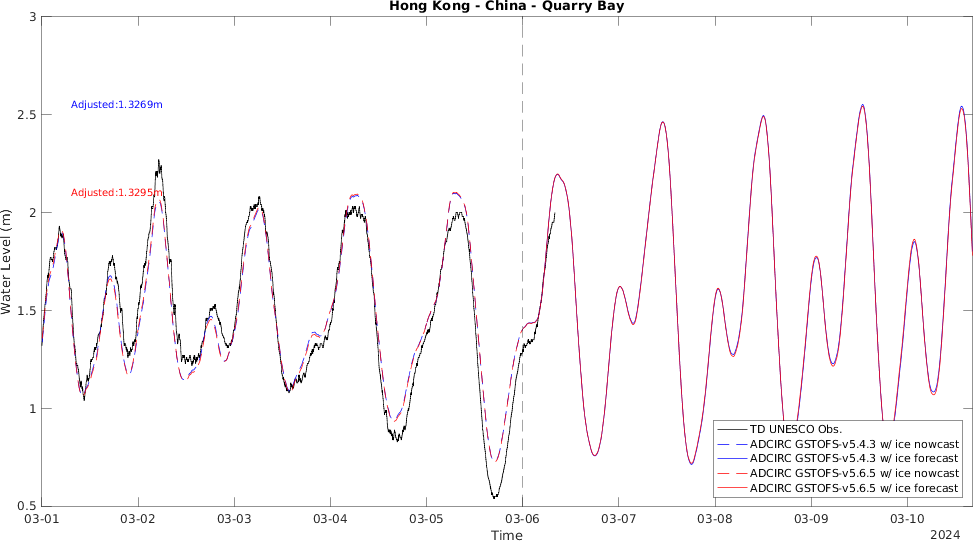 Hong Kong - China - Quarry Bay
3
2.5
2
1.5
1
0.5
Water Level (m)
Adjusted:1.3269m
Adjusted:1.3295m
TD UNESCO Obs.
ADCIRC GSTOFS-v5.4.3 w/ ice nowcast
ADCIRC GSTOFS-v5.4.3 w/ ice forecast
ADCIRC GSTOFS-v5.6.5 w/ ice nowcast
ADCIRC GSTOFS-v5.6.5 w/ ice forecast
03-01 03-02 03-03 03-04 03-05 03-06 03-07 03-08 03-09 03-10
Time
2024